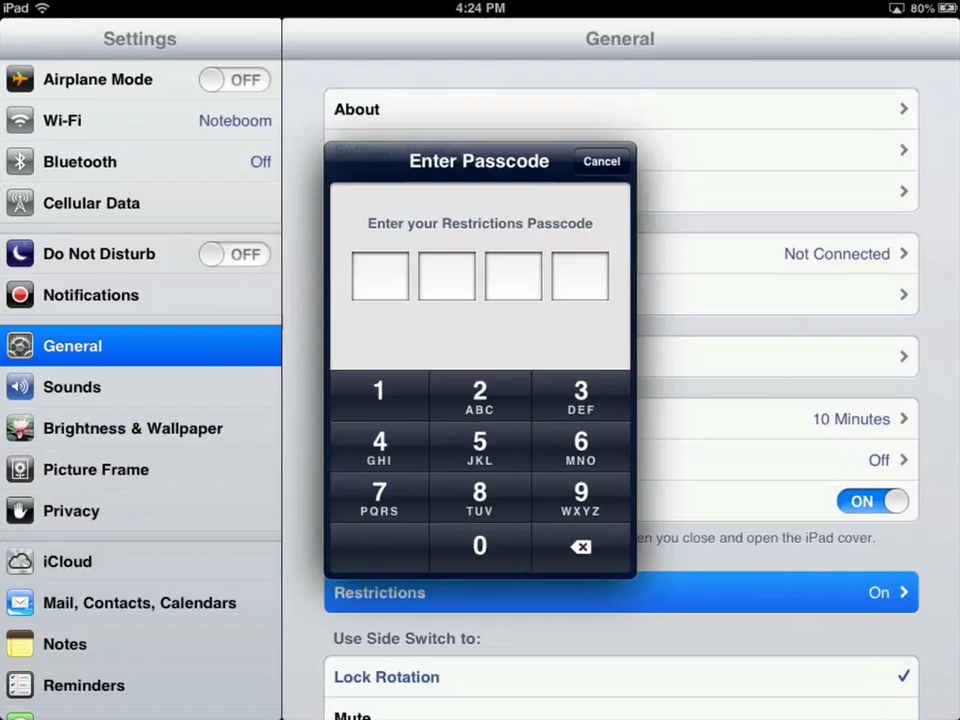 iPad
4:24 PM
80%
Settings
Airplane Mode
OFF
Wi-Fi
Noteboom
Bluetooth
Off
Cellular Data
Do Not Disturb
OFF
Notifications
General
Sounds
Brightness & Wallpaper
Picture Frame
Privacy
iCloud
Mail, Contacts, Calendars
Notes
Reminders
General
About
Not Connected
10 Minutes
Off
ON
en you close and open the iPad cover.
Restrictions
On
Use Side Switch to:
Lock Rotation
Mute
Enter Passcode
Cancel
Enter your Restrictions Passcode
1
2
ABC
3
DEF
4
GHI
5
JKL
6
MNO
7
PQRS
8
TUV
9
WXYZ
0